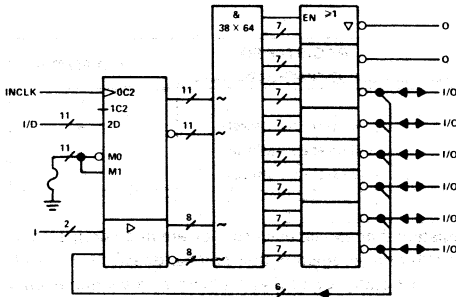 &
38 × 64
EN ≥1
▽
O
7
7
O
INCLK
0C2
1C2
I/D 11 2D
11 ~
11 ~
7
I/O
7
I/O
11
M0
M1
7
I/O
7
I/O
I 2
▷
8 ~
8 ~
7
I/O
7
I/O
6